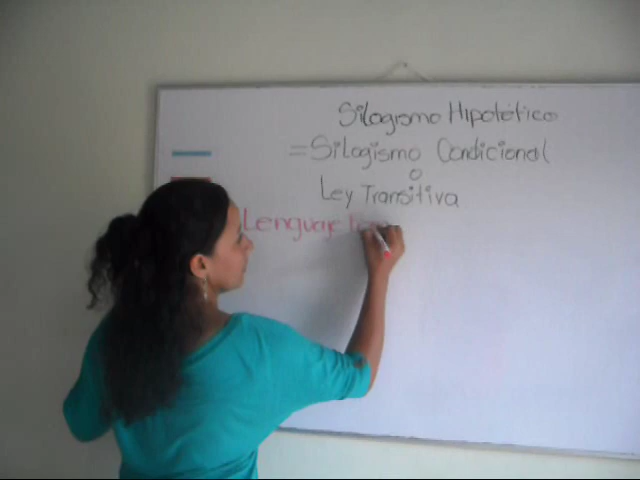 Silogismo Hipotético
=Silogismo Condicional
o
Ley Transitiva
Lenguaje